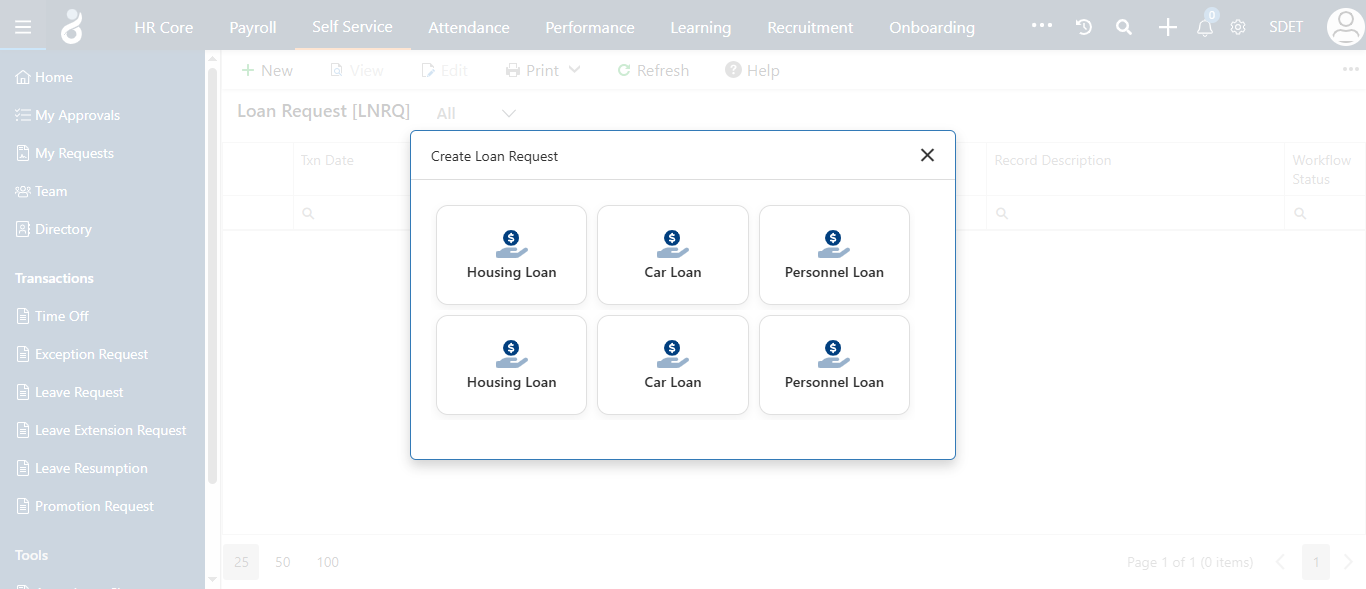 HR Core Payroll Self Service Attendance Performance Learning Recruitment Onboarding ••• 0 SDET
Home
My Approvals
My Requests
Team
Directory
Transactions
Time Off
Exception Request
Leave Request
Leave Extension Request
Leave Resumption
Promotion Request
Tools
New View Edit Print Refresh Help
Loan Request [LNRQ] All
Txn Date Record Description Workflow
Status
Create Loan Request
Housing Loan Car Loan Personnel Loan
Housing Loan Car Loan Personnel Loan
25 50 100 Page 1 of 1 (0 items) 1